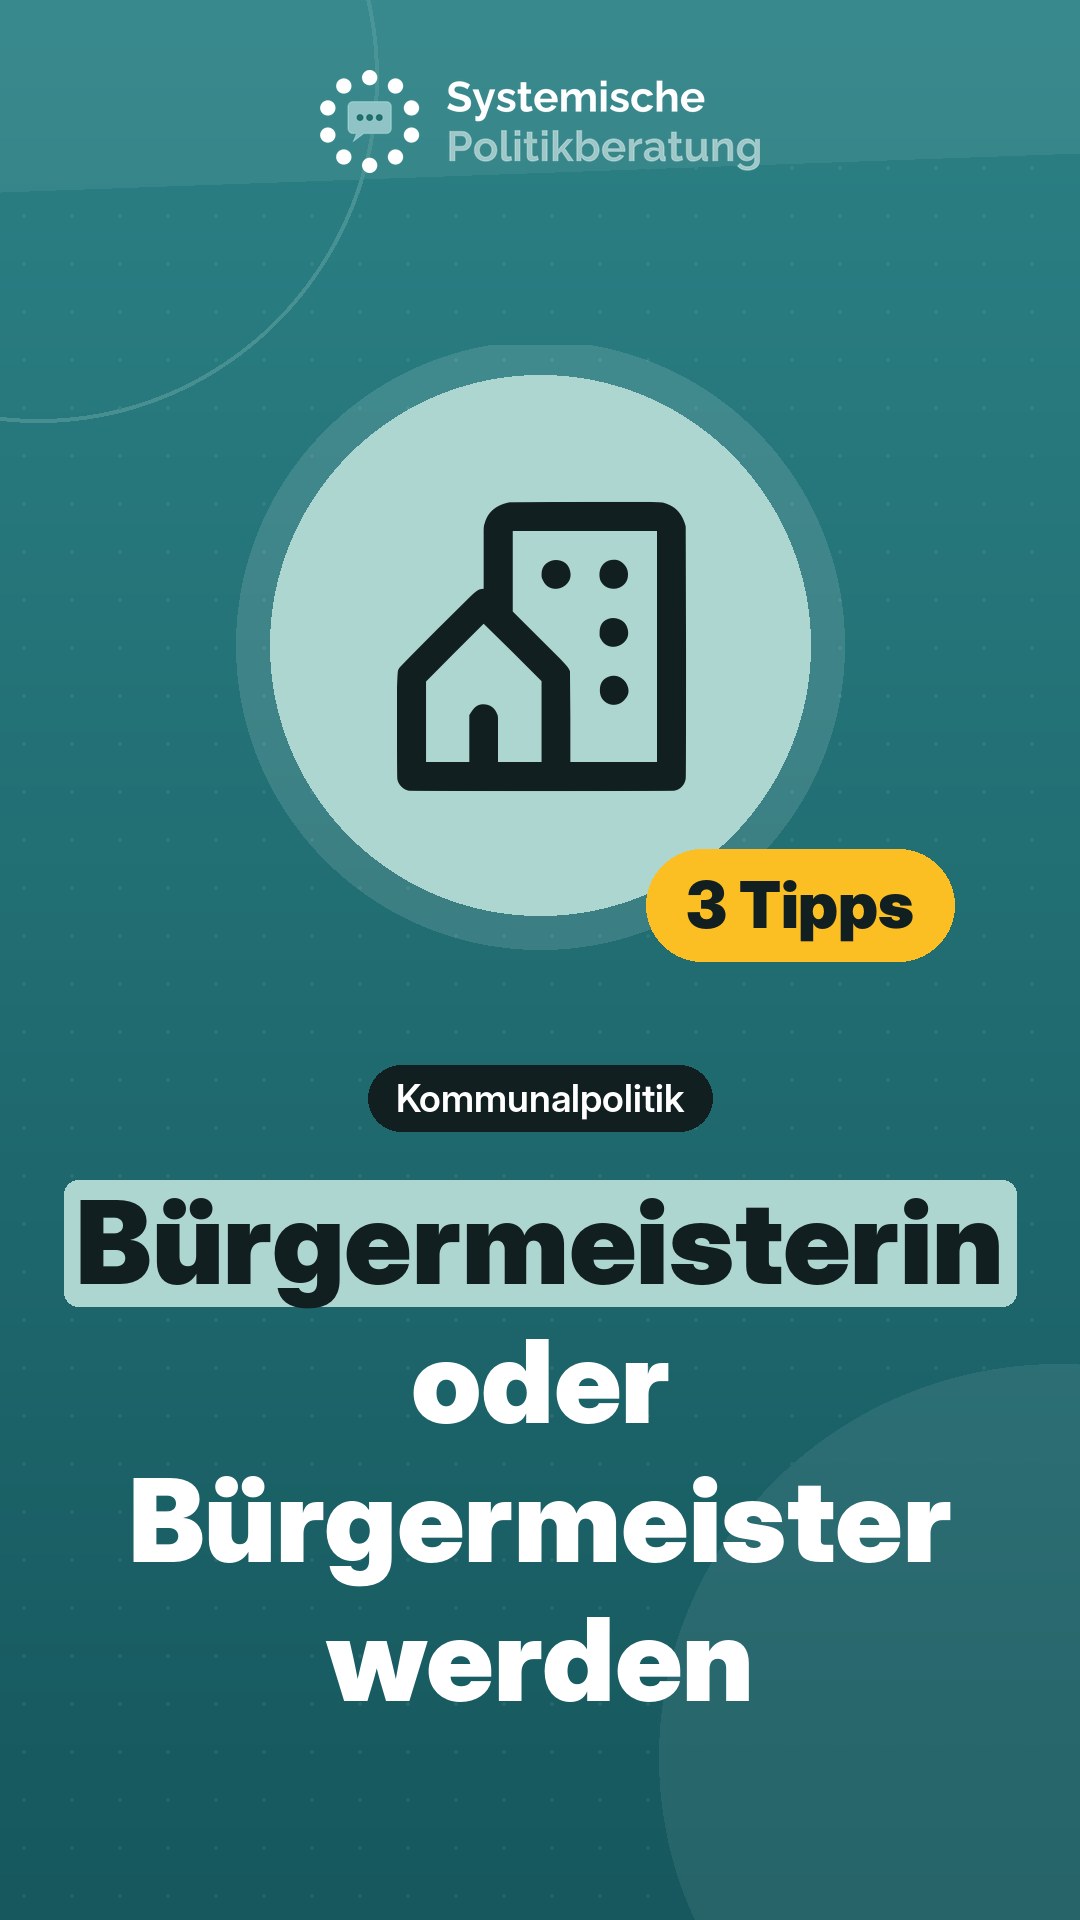 Systemische
Politikberatung
3 Tipps
Kommunalpolitik
Bürgermeisterin
oder
Bürgermeister
werden